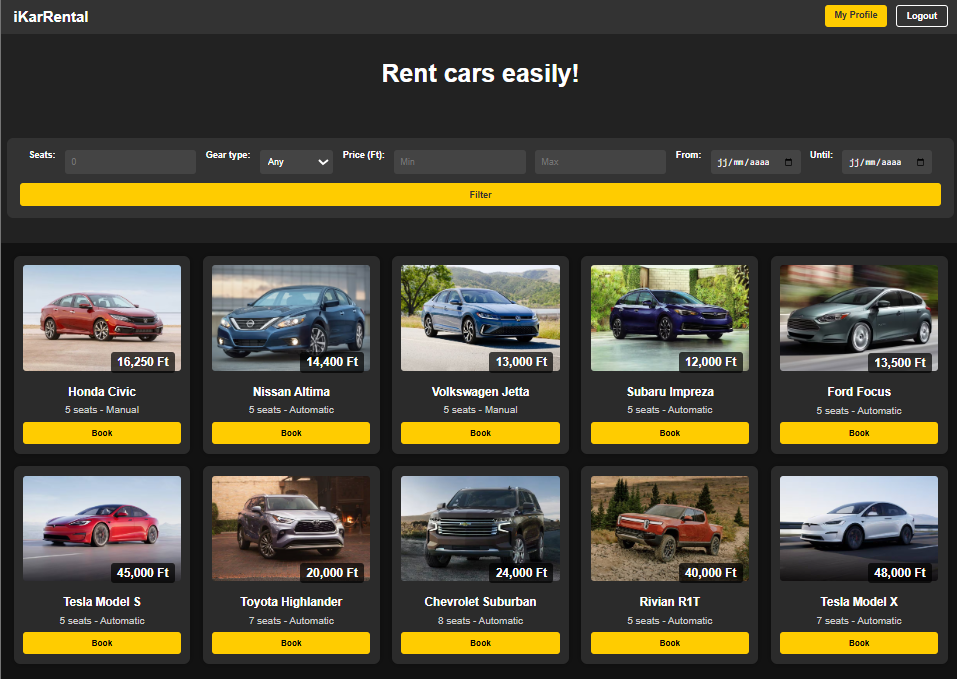 iKarRental
My Profile
Logout
Rent cars easily!
Seats: 0 Gear type: Any Price (Ft): Min Max From: jj/mm/aaaa Until: jj/mm/aaaa
Filter
16,250 Ft
Honda Civic
5 seats - Manual
Book
14,400 Ft
Nissan Altima
5 seats - Automatic
Book
13,000 Ft
Volkswagen Jetta
5 seats - Manual
Book
12,000 Ft
Subaru Impreza
5 seats - Automatic
Book
13,500 Ft
Ford Focus
5 seats - Automatic
Book
45,000 Ft
Tesla Model S
5 seats - Automatic
Book
20,000 Ft
Toyota Highlander
7 seats - Automatic
Book
24,000 Ft
Chevrolet Suburban
8 seats - Automatic
Book
40,000 Ft
Rivian R1T
5 seats - Automatic
Book
48,000 Ft
Tesla Model X
7 seats - Automatic
Book